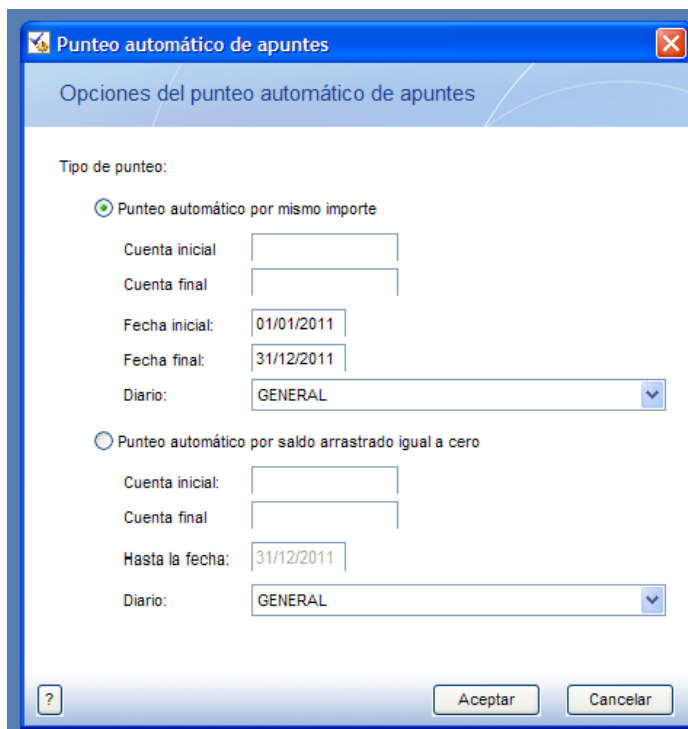 Punteo automático de apuntes
Opciones del punteo automático de apuntes
Tipo de punteo:
Punteo automático por mismo importe
Cuenta inicial
Cuenta final
Fecha inicial: 01/01/2011
Fecha final: 31/12/2011
Diario: GENERAL
Punteo automático por saldo arrastrado igual a cero
Cuenta inicial:
Cuenta final
Hasta la fecha: 31/12/2011
Diario: GENERAL
? Aceptar Cancelar